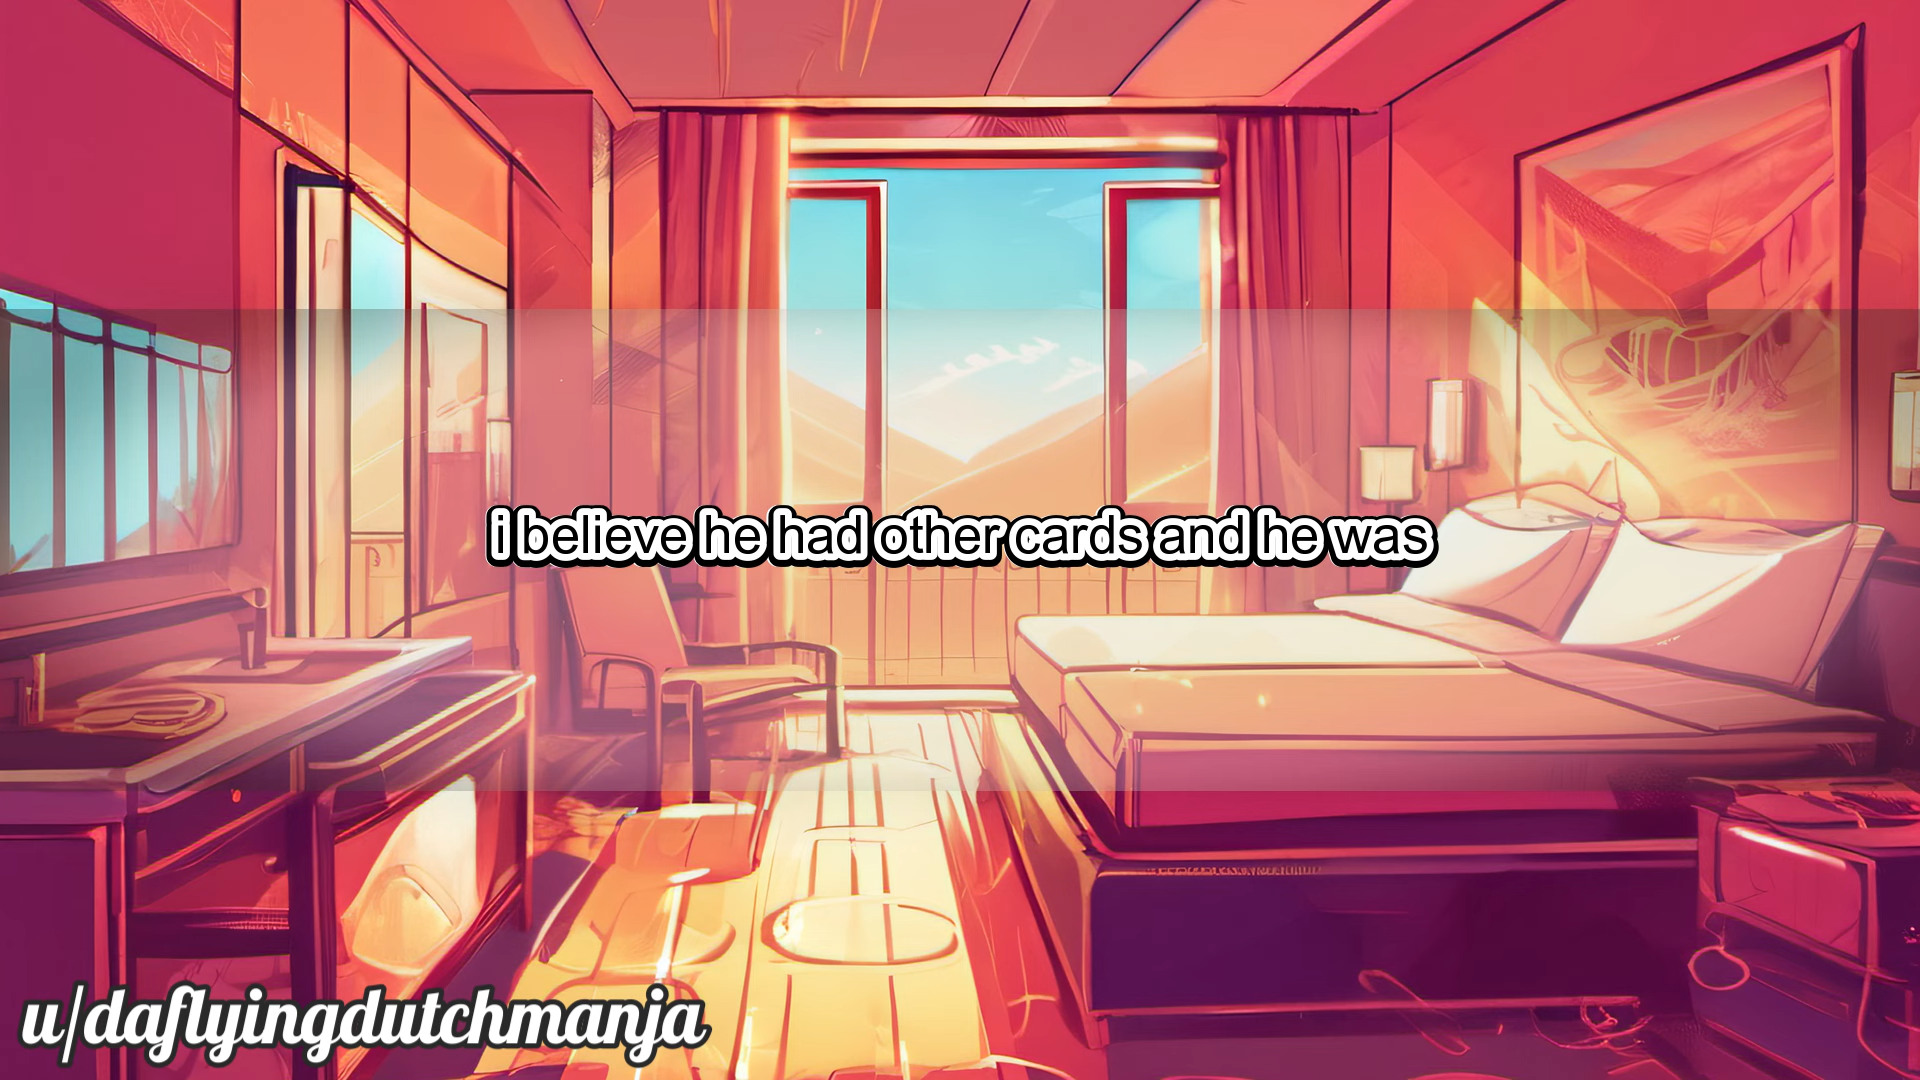 i believe he had other cards and he was
u/daflyingdutchmanja